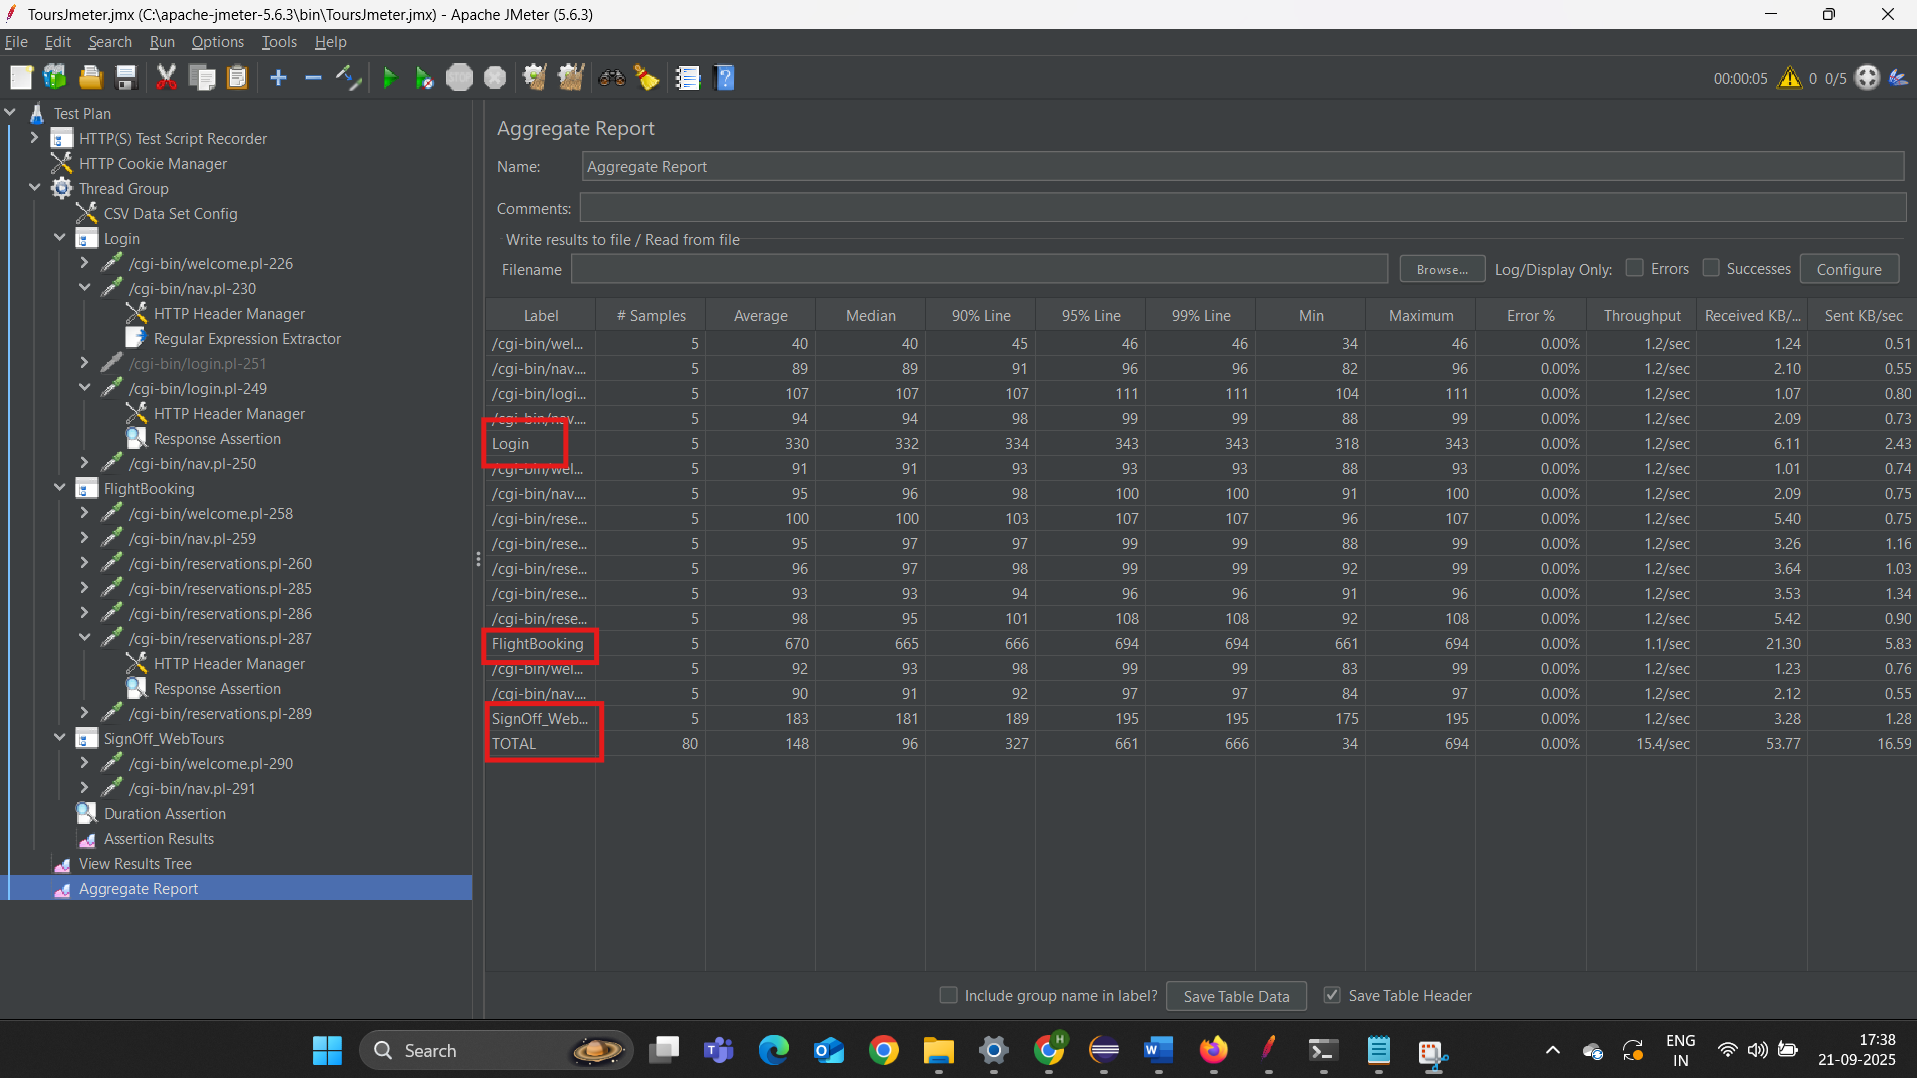 ToursJmeter.jmx (C:\apache-jmeter-5.6.3\bin\ToursJmeter.jmx) - Apache JMeter (5.6.3)
File Edit Search Run Options Tools Help
STOP
00:00:05 0 0/5
Test Plan
HTTP(S) Test Script Recorder
HTTP Cookie Manager
Thread Group
CSV Data Set Config
Login
/cgi-bin/welcome.pl-226
/cgi-bin/nav.pl-230
HTTP Header Manager
Regular Expression Extractor
/cgi-bin/login.pl-251
/cgi-bin/login.pl-249
HTTP Header Manager
Response Assertion
/cgi-bin/nav.pl-250
FlightBooking
/cgi-bin/welcome.pl-258
/cgi-bin/nav.pl-259
/cgi-bin/reservations.pl-260
/cgi-bin/reservations.pl-285
/cgi-bin/reservations.pl-286
/cgi-bin/reservations.pl-287
HTTP Header Manager
Response Assertion
/cgi-bin/reservations.pl-289
SignOff_WebTours
/cgi-bin/welcome.pl-290
/cgi-bin/nav.pl-291
Duration Assertion
Assertion Results
View Results Tree
Aggregate Report
Aggregate Report
Name: Aggregate Report
Comments:
Write results to file / Read from file
Filename Browse... Log/Display Only: Errors Successes Configure
Label # Samples Average Median 90% Line 95% Line 99% Line Min Maximum Error % Throughput Received KB/... Sent KB/sec
/cgi-bin/wel... 5 40 40 45 46 46 34 46 0.00% 1.2/sec 1.24 0.51
/cgi-bin/nav.... 5 89 89 91 96 96 82 96 0.00% 1.2/sec 2.10 0.55
/cgi-bin/logi... 5 107 107 107 111 111 104 111 0.00% 1.2/sec 1.07 0.80
/cgi-bin/nav.... 5 94 94 98 99 99 88 99 0.00% 1.2/sec 2.09 0.73
Login 5 330 332 334 343 343 318 343 0.00% 1.2/sec 6.11 2.43
/cgi-bin/wel... 5 91 91 93 93 93 88 93 0.00% 1.2/sec 1.01 0.74
/cgi-bin/nav.... 5 95 96 98 100 100 91 100 0.00% 1.2/sec 2.09 0.75
/cgi-bin/rese... 5 100 100 103 107 107 96 107 0.00% 1.2/sec 5.40 0.75
/cgi-bin/rese... 5 95 97 97 99 99 88 99 0.00% 1.2/sec 3.26 1.16
/cgi-bin/rese... 5 96 97 98 99 99 92 99 0.00% 1.2/sec 3.64 1.03
/cgi-bin/rese... 5 93 93 94 96 96 91 96 0.00% 1.2/sec 3.53 1.34
/cgi-bin/rese... 5 98 95 101 108 108 92 108 0.00% 1.2/sec 5.42 0.90
FlightBooking 5 670 665 666 694 694 661 694 0.00% 1.1/sec 21.30 5.83
/cgi-bin/wel... 5 92 93 98 99 99 83 99 0.00% 1.2/sec 1.23 0.76
/cgi-bin/nav.... 5 90 91 92 97 97 84 97 0.00% 1.2/sec 2.12 0.55
SignOff_Web... 5 183 181 189 195 195 175 195 0.00% 1.2/sec 3.28 1.28
TOTAL 80 148 96 327 661 666 34 694 0.00% 15.4/sec 53.77 16.59
Include group name in label? Save Table Data Save Table Header
Search
H
ENG
IN
17:38
21-09-2025